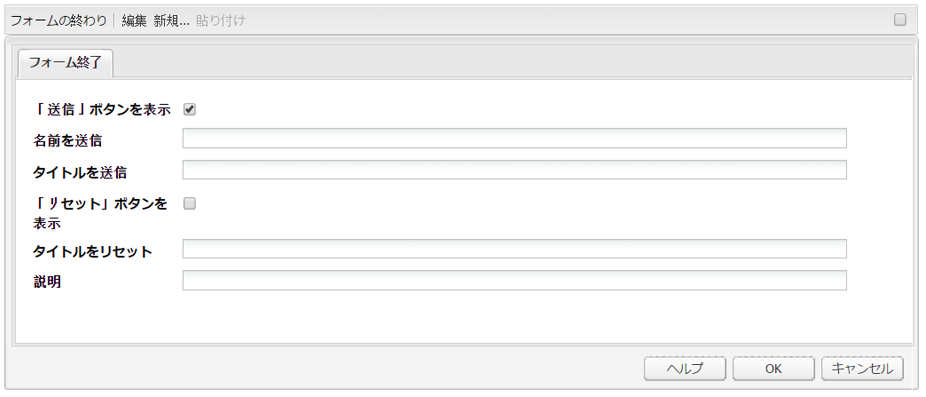 フォームの終わり 編集 新規... 貼り付け
フォーム終了
「送信」ボタンを表示
名前を送信
タイトルを送信
「リセット」ボタンを
表示
タイトルをリセット
説明
ヘルプ OK キャンセル